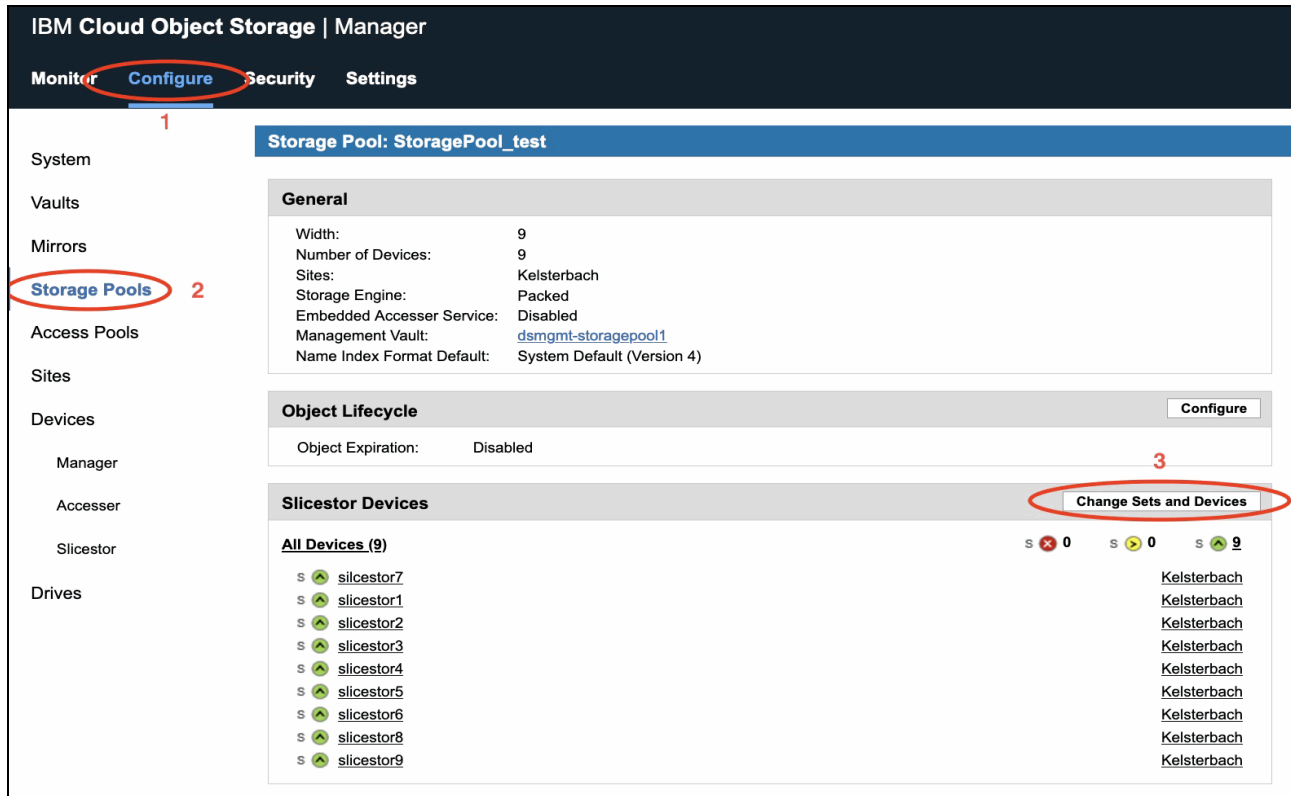 IBM Cloud Object Storage | Manager
Monitor Configure Security Settings
1
System
Vaults
Mirrors
Storage Pools 2
Access Pools
Sites
Devices
Manager
Accesser
Slicestor
Drives
Storage Pool: StoragePool_test
General
Width: 9
Number of Devices: 9
Sites: Kelsterbach
Storage Engine: Packed
Embedded Accesser Service: Disabled
Management Vault: dsmgmt-storagepool1
Name Index Format Default: System Default (Version 4)
Object Lifecycle Configure
Object Expiration: Disabled
3
Slicestor Devices Change Sets and Devices
All Devices (9) S 0 S 0 S 9
S silcestor7 Kelsterbach
S slicestor1 Kelsterbach
S slicestor2 Kelsterbach
S slicestor3 Kelsterbach
S slicestor4 Kelsterbach
S slicestor5 Kelsterbach
S slicestor6 Kelsterbach
S slicestor8 Kelsterbach
S slicestor9 Kelsterbach